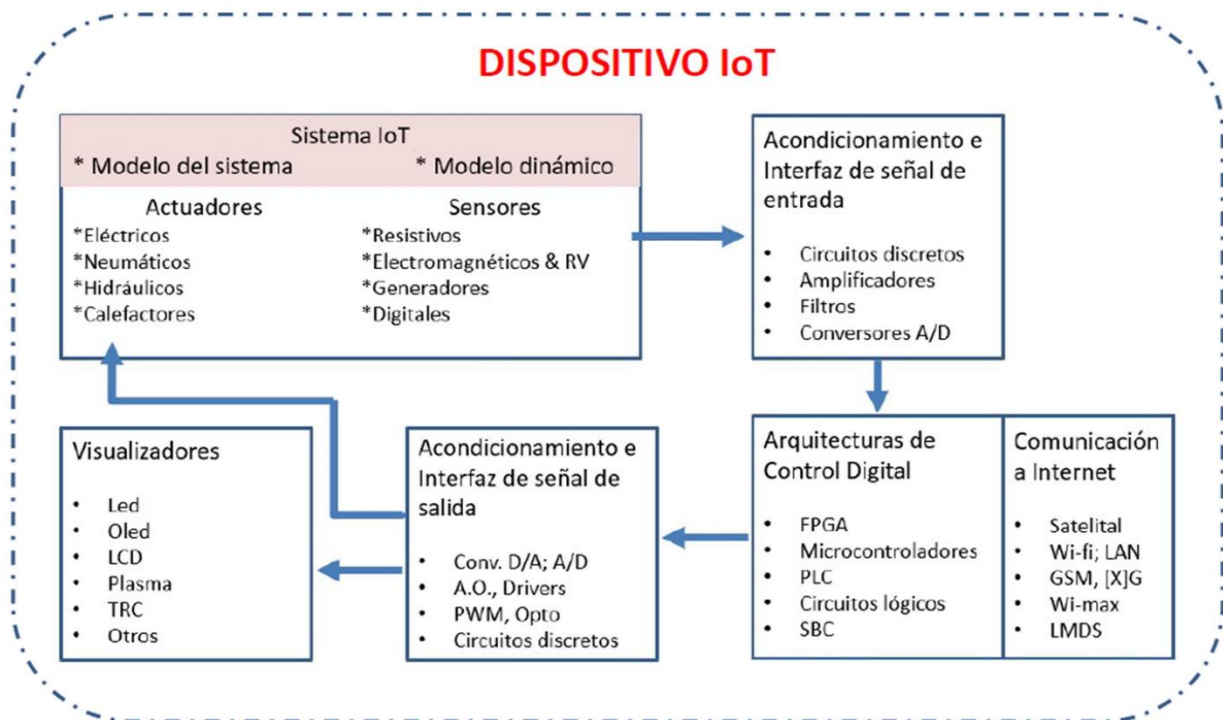 DISPOSITIVO IoT
Sistema IoT
* Modelo del sistema
* Modelo dinámico
Actuadores
*Eléctricos
*Neumáticos
*Hidráulicos
*Calefactores
Sensores
*Resistivos
*Electromagnéticos & RV
*Generadores
*Digitales
Acondicionamiento e
Interfaz de señal de
entrada
• Circuitos discretos
• Amplificadores
• Filtros
• Conversores A/D
Visualizadores
• Led
• Oled
• LCD
• Plasma
• TRC
• Otros
Acondicionamiento e
Interfaz de señal de
salida
• Conv. D/A; A/D
• A.O., Drivers
• PWM, Opto
• Circuitos discretos
Arquitecturas de
Control Digital
• FPGA
• Microcontroladores
• PLC
• Circuitos lógicos
• SBC
Comunicación
a Internet
• Satelital
• Wi-fi; LAN
• GSM, [X]G
• Wi-max
• LMDS